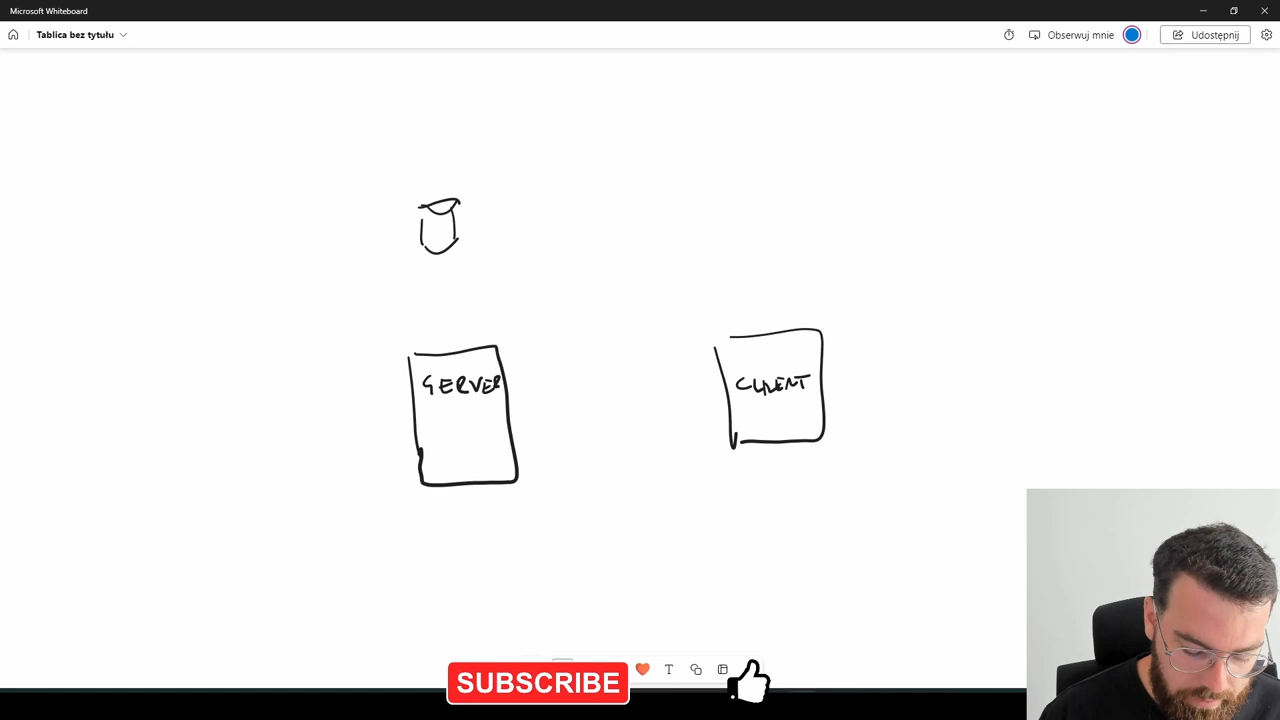 Microsoft Whiteboard
Tablica bez tytułu
Obserwuj mnie
Udostępnij
SERVER
CLIENT
T
SUBSCRIBE